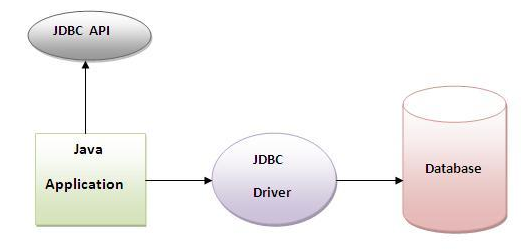 JDBC API
Java
Application
JDBC
Driver
Database